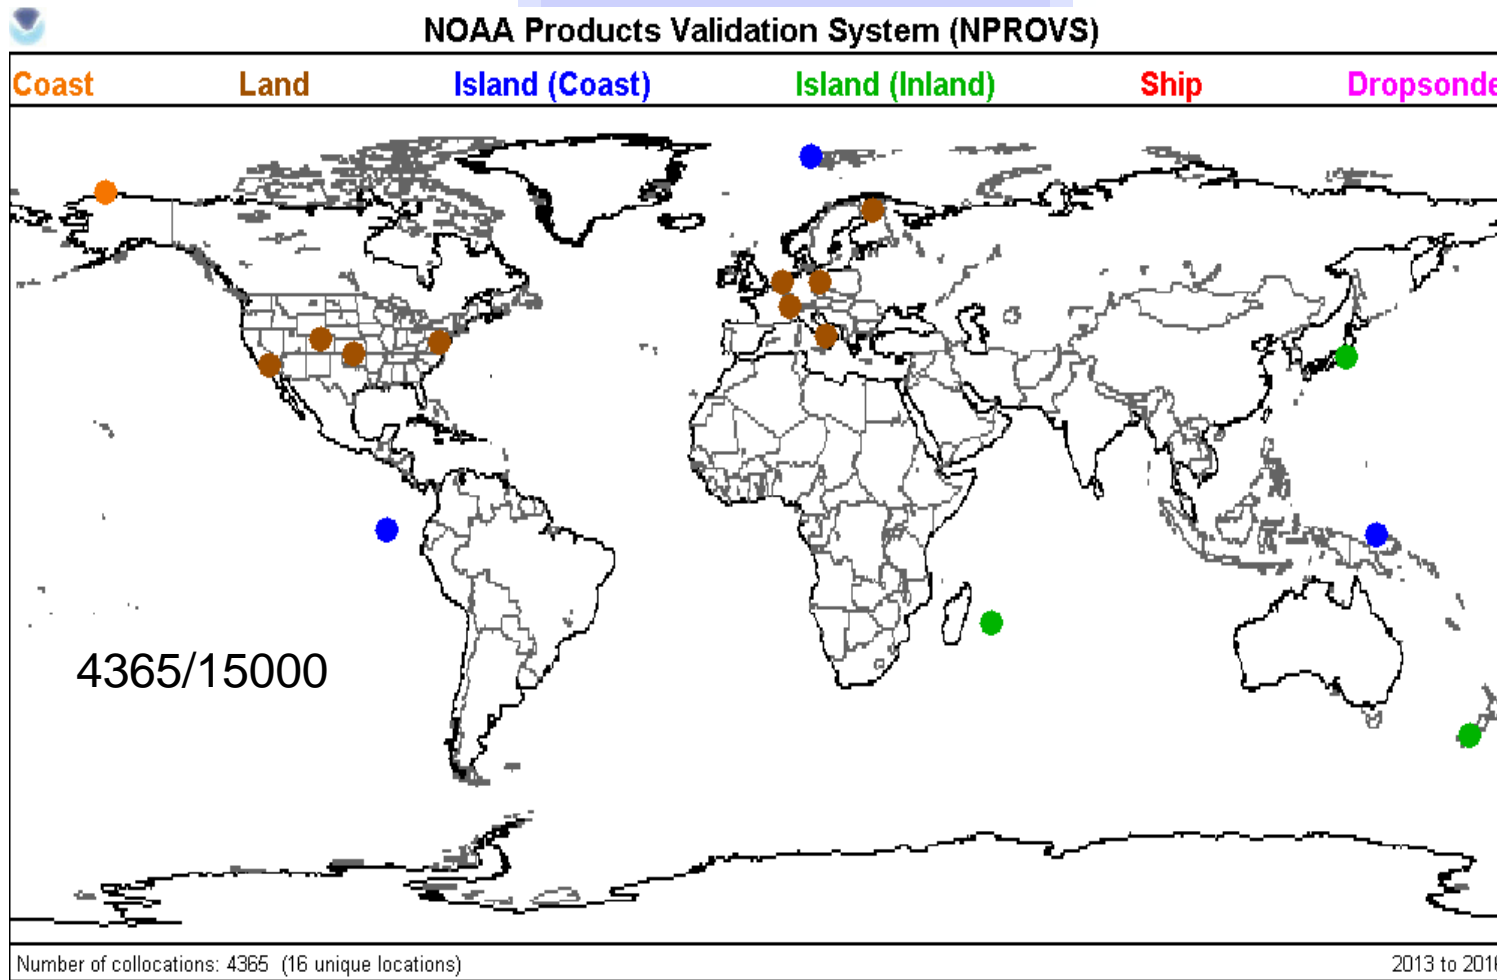 NOAA Products Validation System (NPROVS)
Coast Land Island (Coast) Island (Inland) Ship Dropsonde
4365/15000
Number of collocations: 4365 (16 unique locations) 2013 to 2016